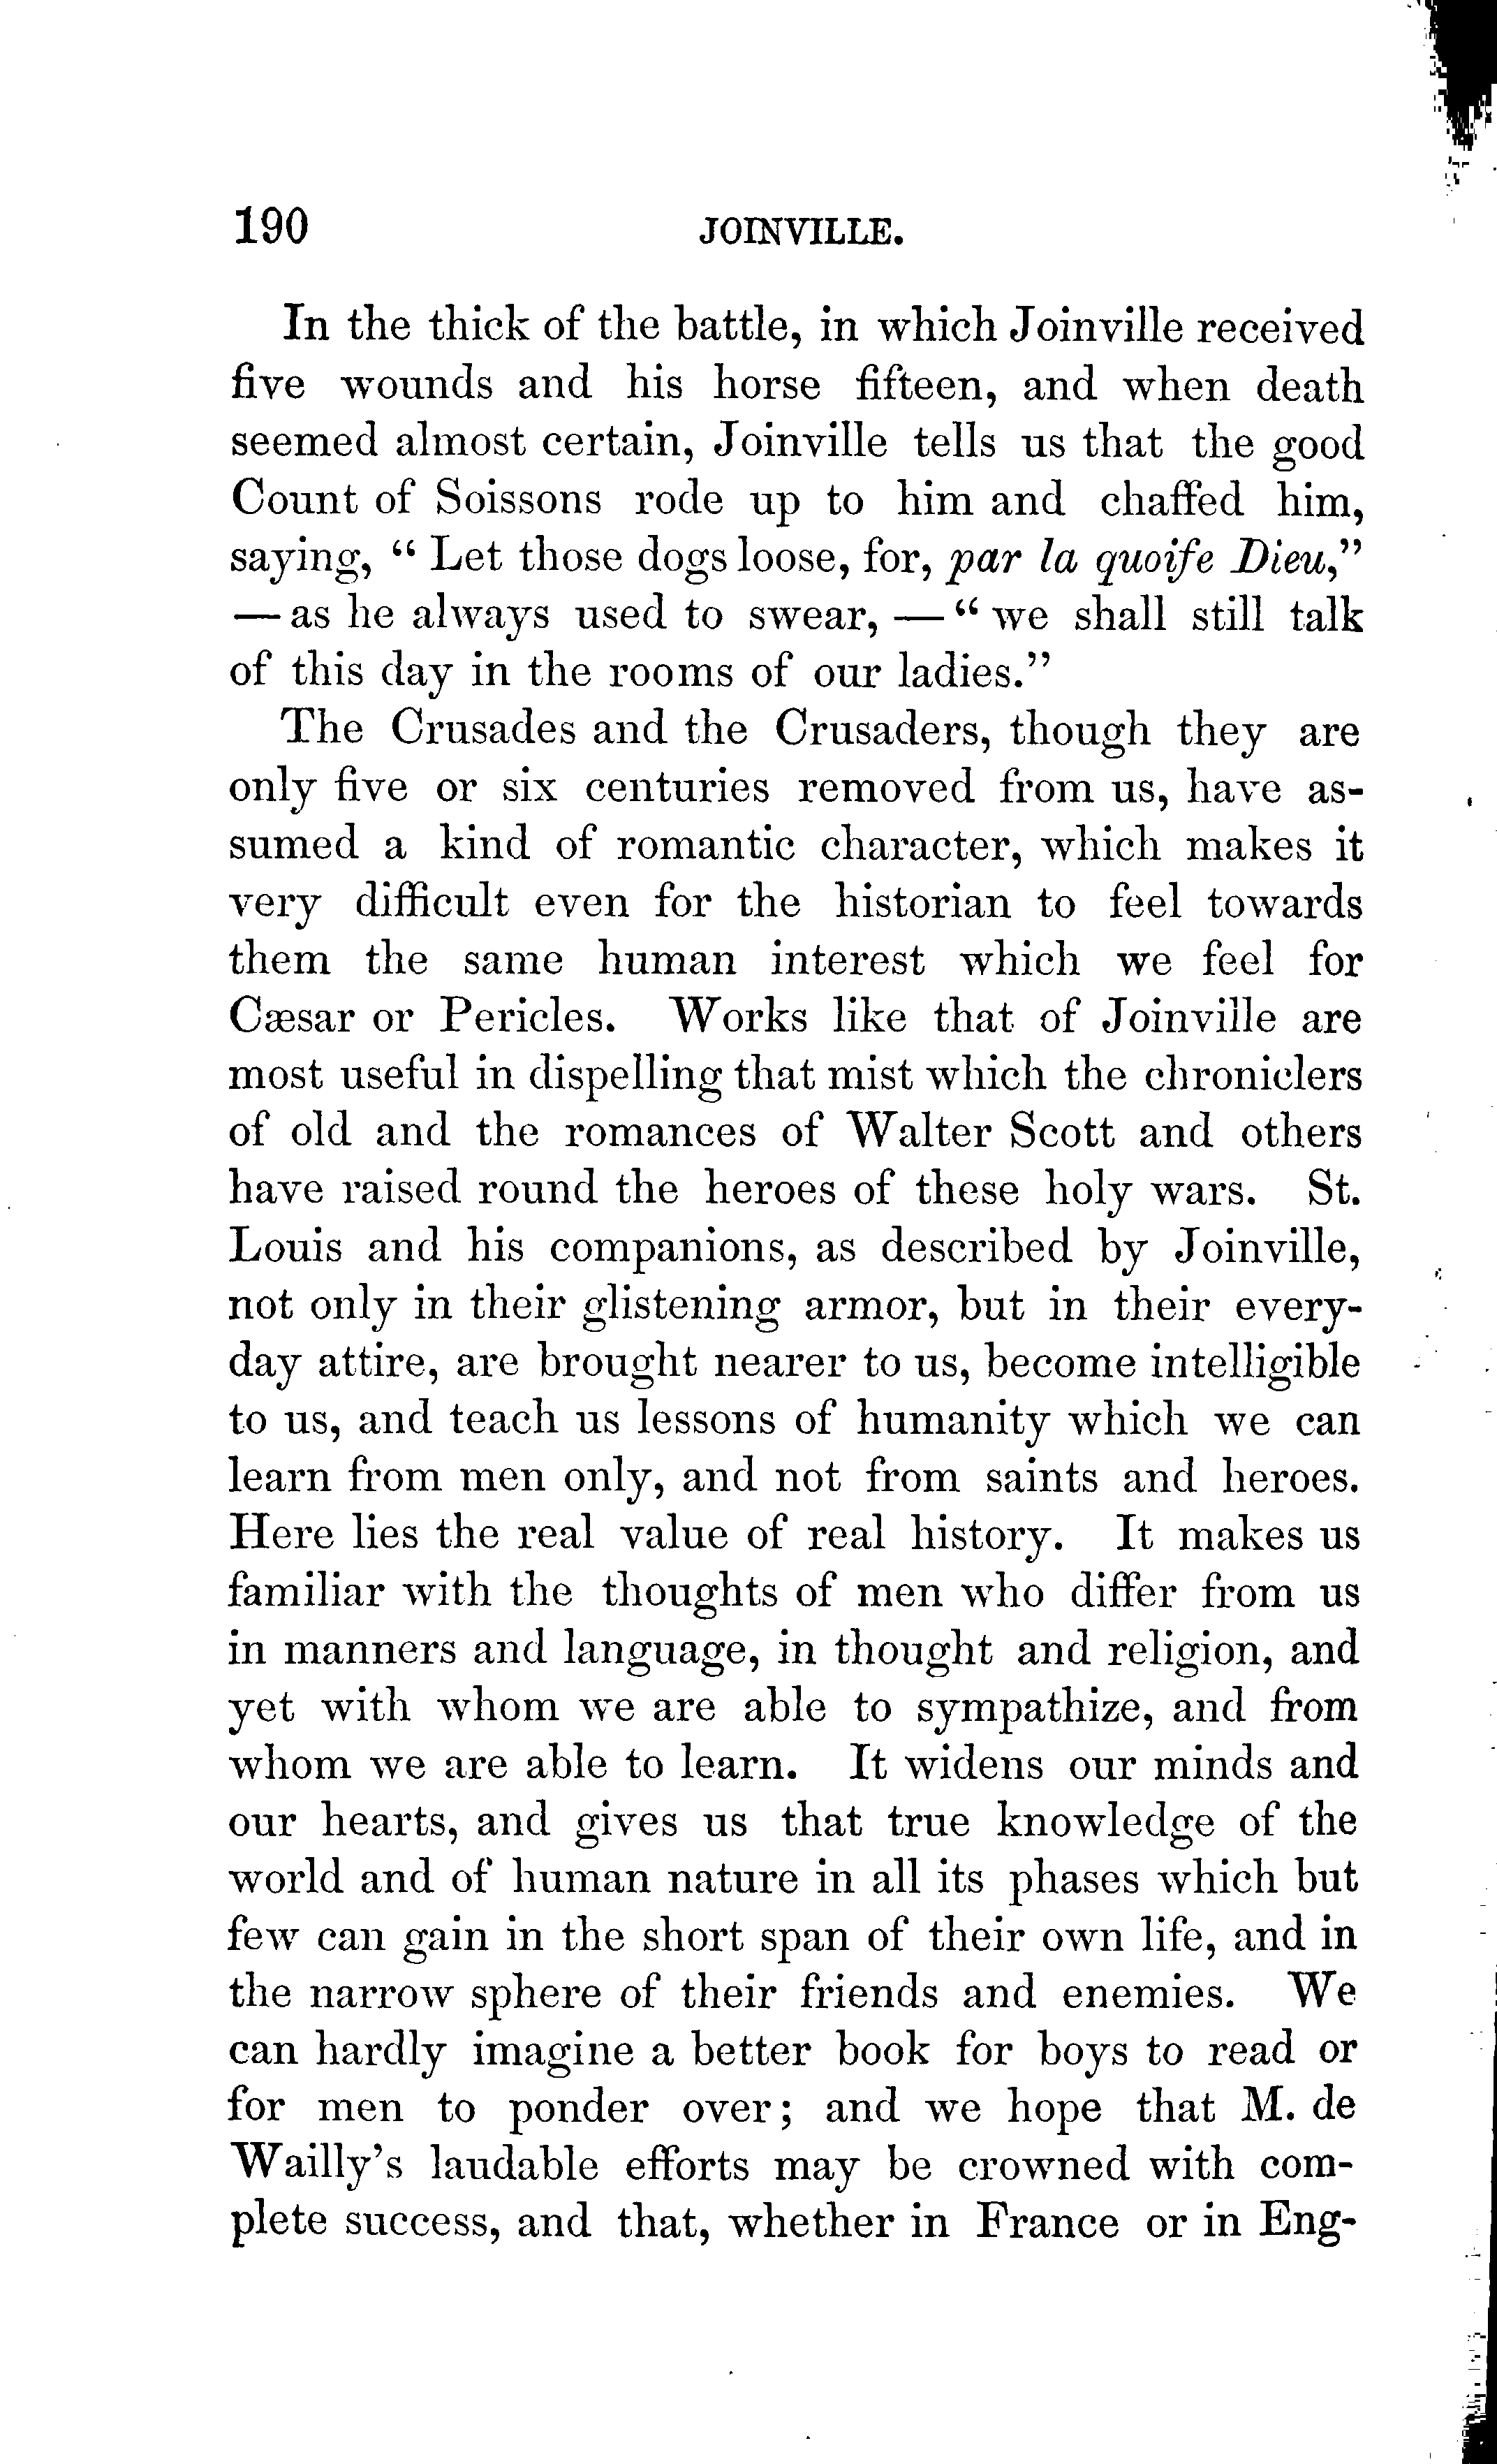 190 JOINVILLE.
In the thick of the battle, in which Joinville received
five wounds and his horse fifteen, and when death
seemed almost certain, Joinville tells us that the good
Count of Soissons rode up to him and chaffed him,
saying, “ Let those dogs loose, for, par la quoife Dieu,”
— as he always used to swear, — “ we shall still talk
of this day in the rooms of our ladies.”
The Crusades and the Crusaders, though they are
only five or six centuries removed from us, have as-
sumed a kind of romantic character, which makes it
very difficult even for the historian to feel towards
them the same human interest which we feel for
Cæsar or Pericles. Works like that of Joinville are
most useful in dispelling that mist which the chroniclers
of old and the romances of Walter Scott and others
have raised round the heroes of these holy wars. St.
Louis and his companions, as described by Joinville,
not only in their glistening armor, but in their every-
day attire, are brought nearer to us, become intelligible
to us, and teach us lessons of humanity which we can
learn from men only, and not from saints and heroes.
Here lies the real value of real history. It makes us
familiar with the thoughts of men who differ from us
in manners and language, in thought and religion, and
yet with whom we are able to sympathize, and from
whom we are able to learn. It widens our minds and
our hearts, and gives us that true knowledge of the
world and of human nature in all its phases which but
few can gain in the short span of their own life, and in
the narrow sphere of their friends and enemies. We
can hardly imagine a better book for boys to read or
for men to ponder over; and we hope that M. de
Wailly’s laudable efforts may be crowned with com-
plete success, and that, whether in France or in Eng-